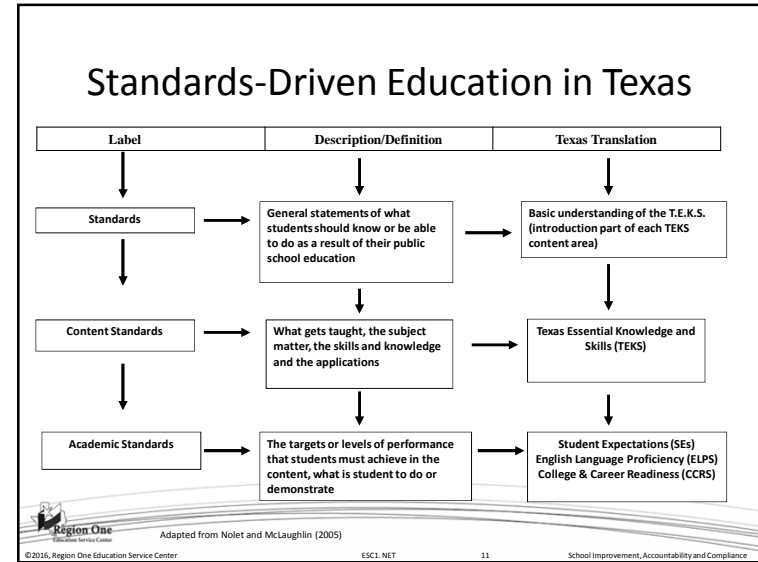 Standards-Driven Education in Texas
Label Description/Definition Texas Translation
Standards
General statements of what
students should know or be able
to do as a result of their public
school education
Basic understanding of the T.E.K.S.
(introduction part of each TEKS
content area)
Content Standards
What gets taught, the subject
matter, the skills and knowledge
and the applications
Texas Essential Knowledge and
Skills (TEKS)
Academic Standards
The targets or levels of performance
that students must achieve in the
content, what is student to do or
demonstrate
Student Expectations (SEs)
English Language Proficiency (ELPS)
College & Career Readiness (CCRS)
Region One
Education Service Center
Adapted from Nolet and McLaughlin (2005)
©2016, Region One Education Service Center ESC1. NET 11 School Improvement, Accountability and Compliance